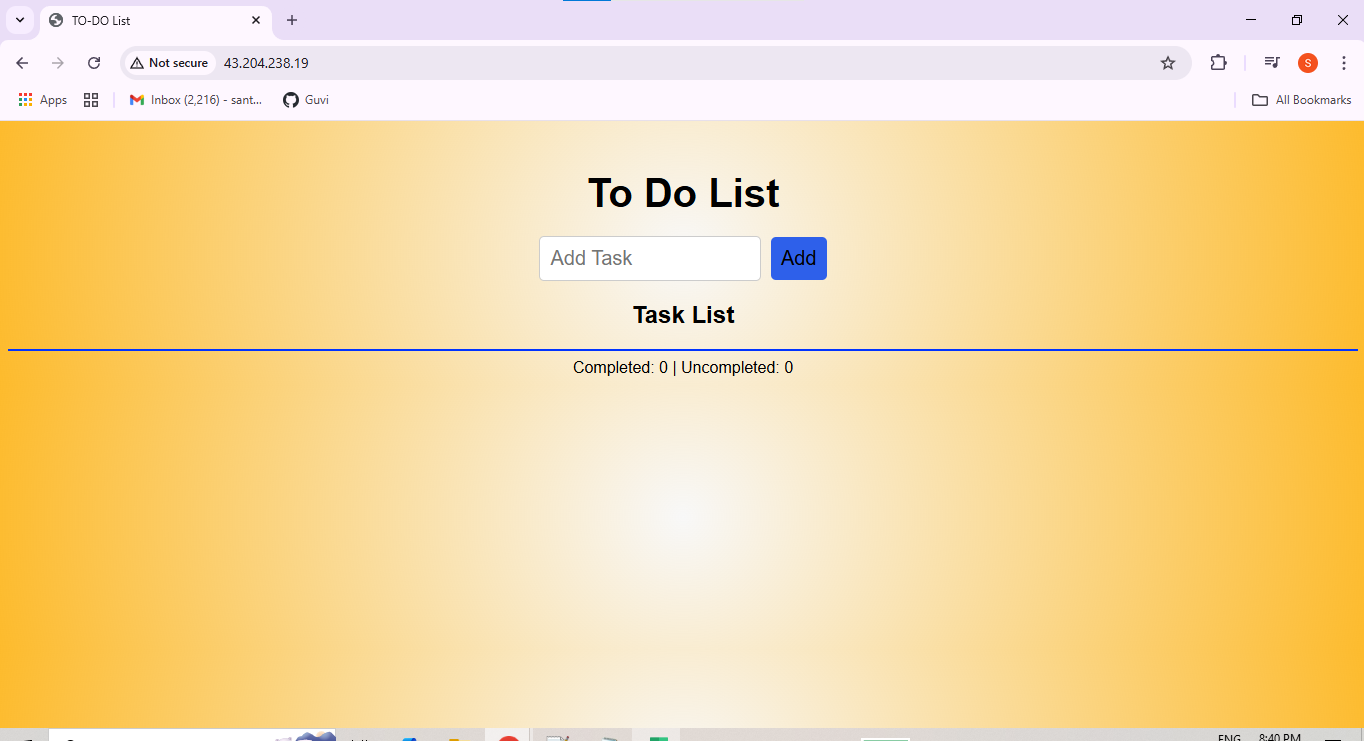 TO-DO List
Not secure 43.204.238.19
S
Apps Inbox (2,216) - sant... Guvi All Bookmarks
To Do List
Add Task Add
Task List
Completed: 0 | Uncompleted: 0
ENG 8:40 PM